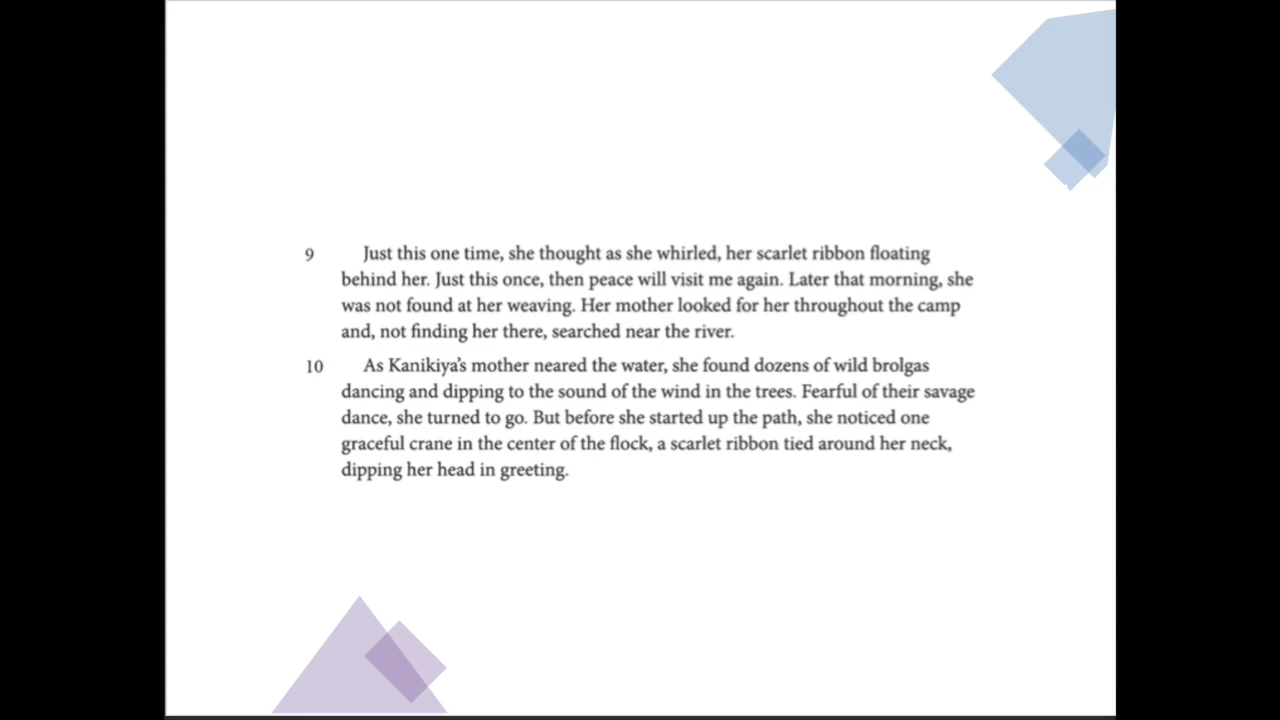 9 Just this one time, she thought as she whirled, her scarlet ribbon floating
behind her. Just this once, then peace will visit me again. Later that morning, she
was not found at her weaving. Her mother looked for her throughout the camp
and, not finding her there, searched near the river.
10 As Kanikiya's mother neared the water, she found dozens of wild brolgas
dancing and dipping to the sound of the wind in the trees. Fearful of their savage
dance, she turned to go. But before she started up the path, she noticed one
graceful crane in the center of the flock, a scarlet ribbon tied around her neck,
dipping her head in greeting.